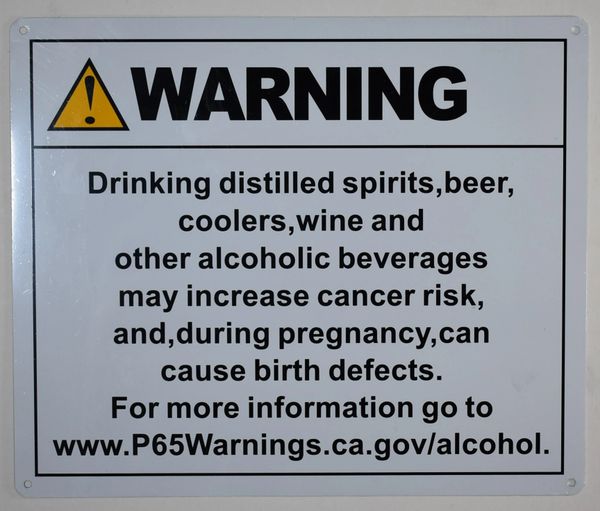 WARNING
Drinking distilled spirits,beer,
coolers,wine and
other alcoholic beverages
may increase cancer risk,
and,during pregnancy,can
cause birth defects.
For more information go to
www.P65Warnings.ca.gov/alcohol.